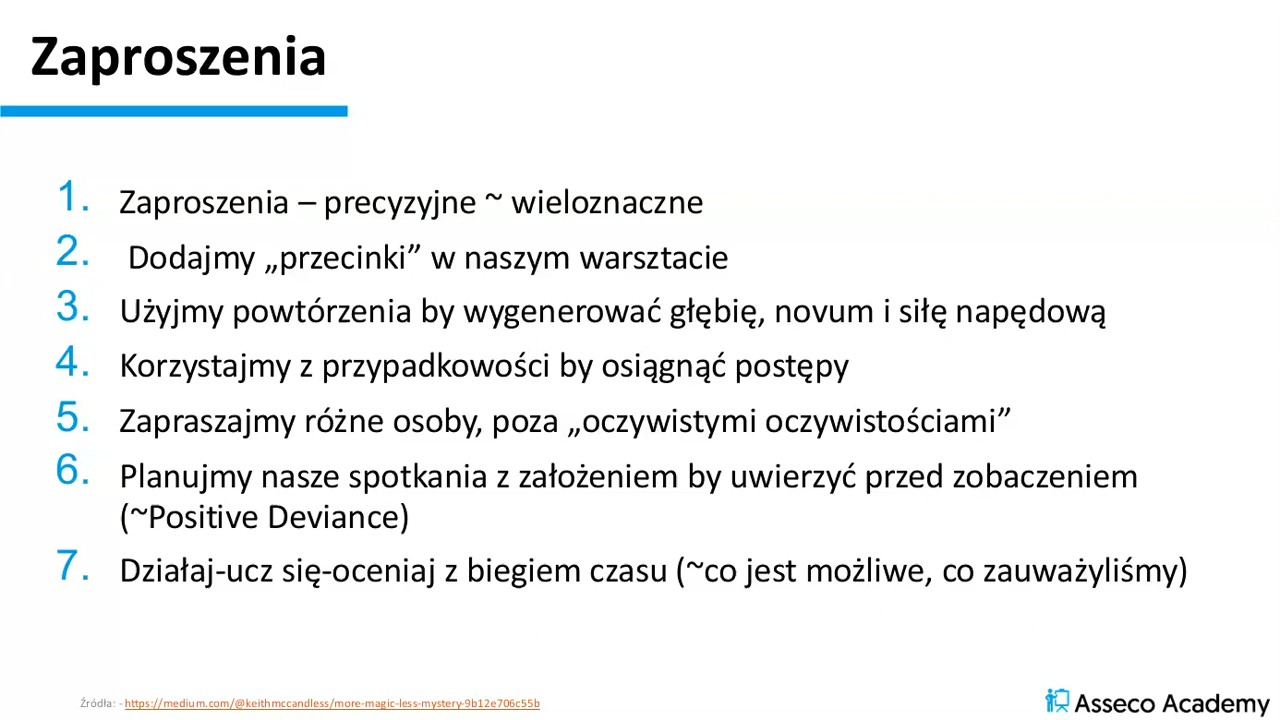 Zaproszenia
1. Zaproszenia – precyzyjne ~ wieloznaczne
2. Dodajmy „przecinki” w naszym warsztacie
3. Użyjmy powtórzenia by wygenerować głębię, novum i siłę napędową
4. Korzystajmy z przypadkowości by osiągnąć postępy
5. Zapraszajmy różne osoby, poza „oczywistymi oczywistościami”
6. Planujmy nasze spotkania z założeniem by uwierzyć przed zobaczeniem
(~Positive Deviance)
7. Działaj-ucz się-oceniaj z biegiem czasu (~co jest możliwe, co zauważyliśmy)
Źródła: - https://medium.com/@keithmccandless/more-magic-less-mystery-9b12e706c55b
Asseco Academy